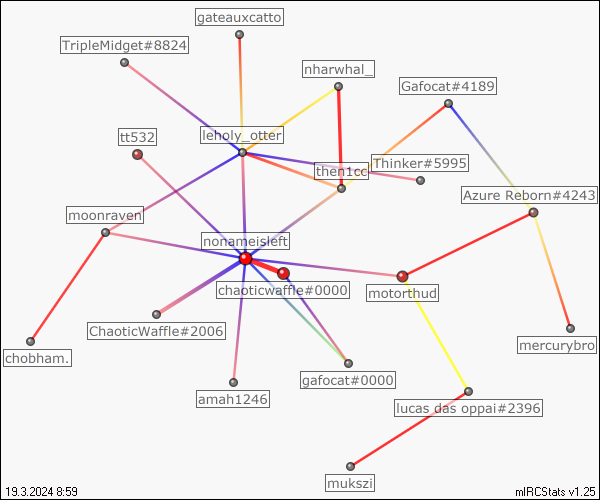 gateauxcatto
TripleMidget#8824
nharwhal_
Gafocat#4189
leholy_otter
tt532
then1cc
Thinker#5995
Azure Reborn#4243
moonraven
nonameisleft
chaoticwaffle#0000
motorthud
ChaoticWaffle#2006
mercurybro
chobham.
gafocat#0000
amah1246
lucas das oppai#2396
mukszi
19.3.2024 8:59
mIRCStats v1.25